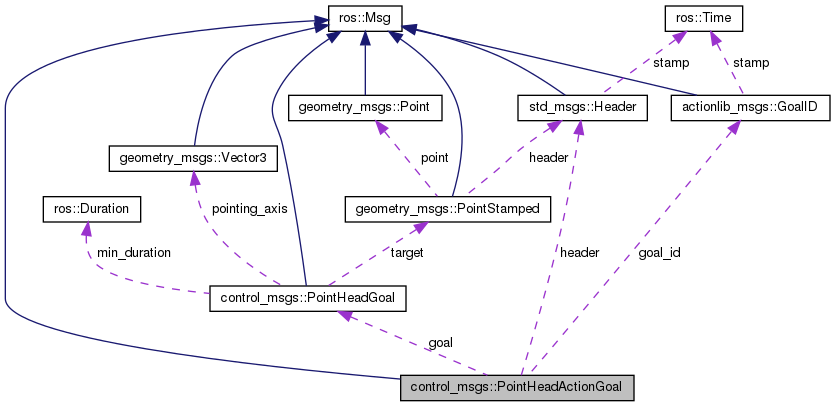 ros::Msg
ros::Time
stamp
stamp
geometry_msgs::Point
std_msgs::Header
actionlib_msgs::GoalID
geometry_msgs::Vector3
point
header
ros::Duration
pointing_axis
geometry_msgs::PointStamped
min_duration
target
header
goal_id
control_msgs::PointHeadGoal
goal
control_msgs::PointHeadActionGoal